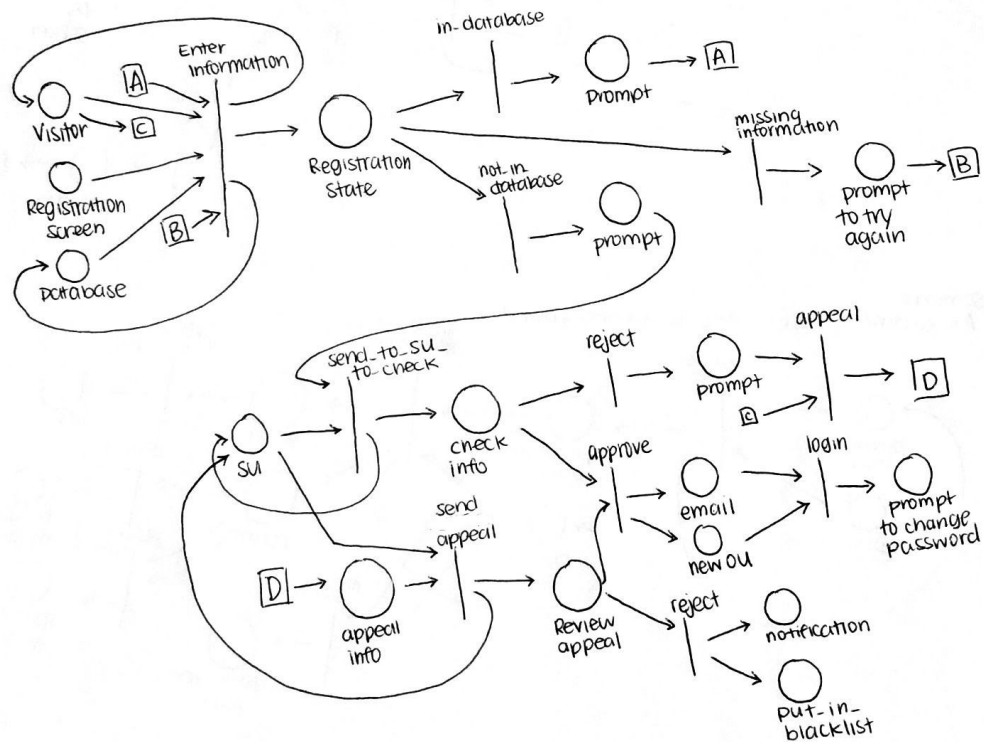 in_database
Enter
information
A
A
Prompt
Visitor
C
missing
information
Registration
State
not_in_
database
B
prompt
to try
again
Registration
screen
B
prompt
Database
appeal
reject
send_to_su_
to_check
prompt
D
C
su
check
info
approve
login
email
prompt
to change
password
send
appeal
new OU
D
appeal
info
Review
appeal
reject
notification
put_in_
blacklist